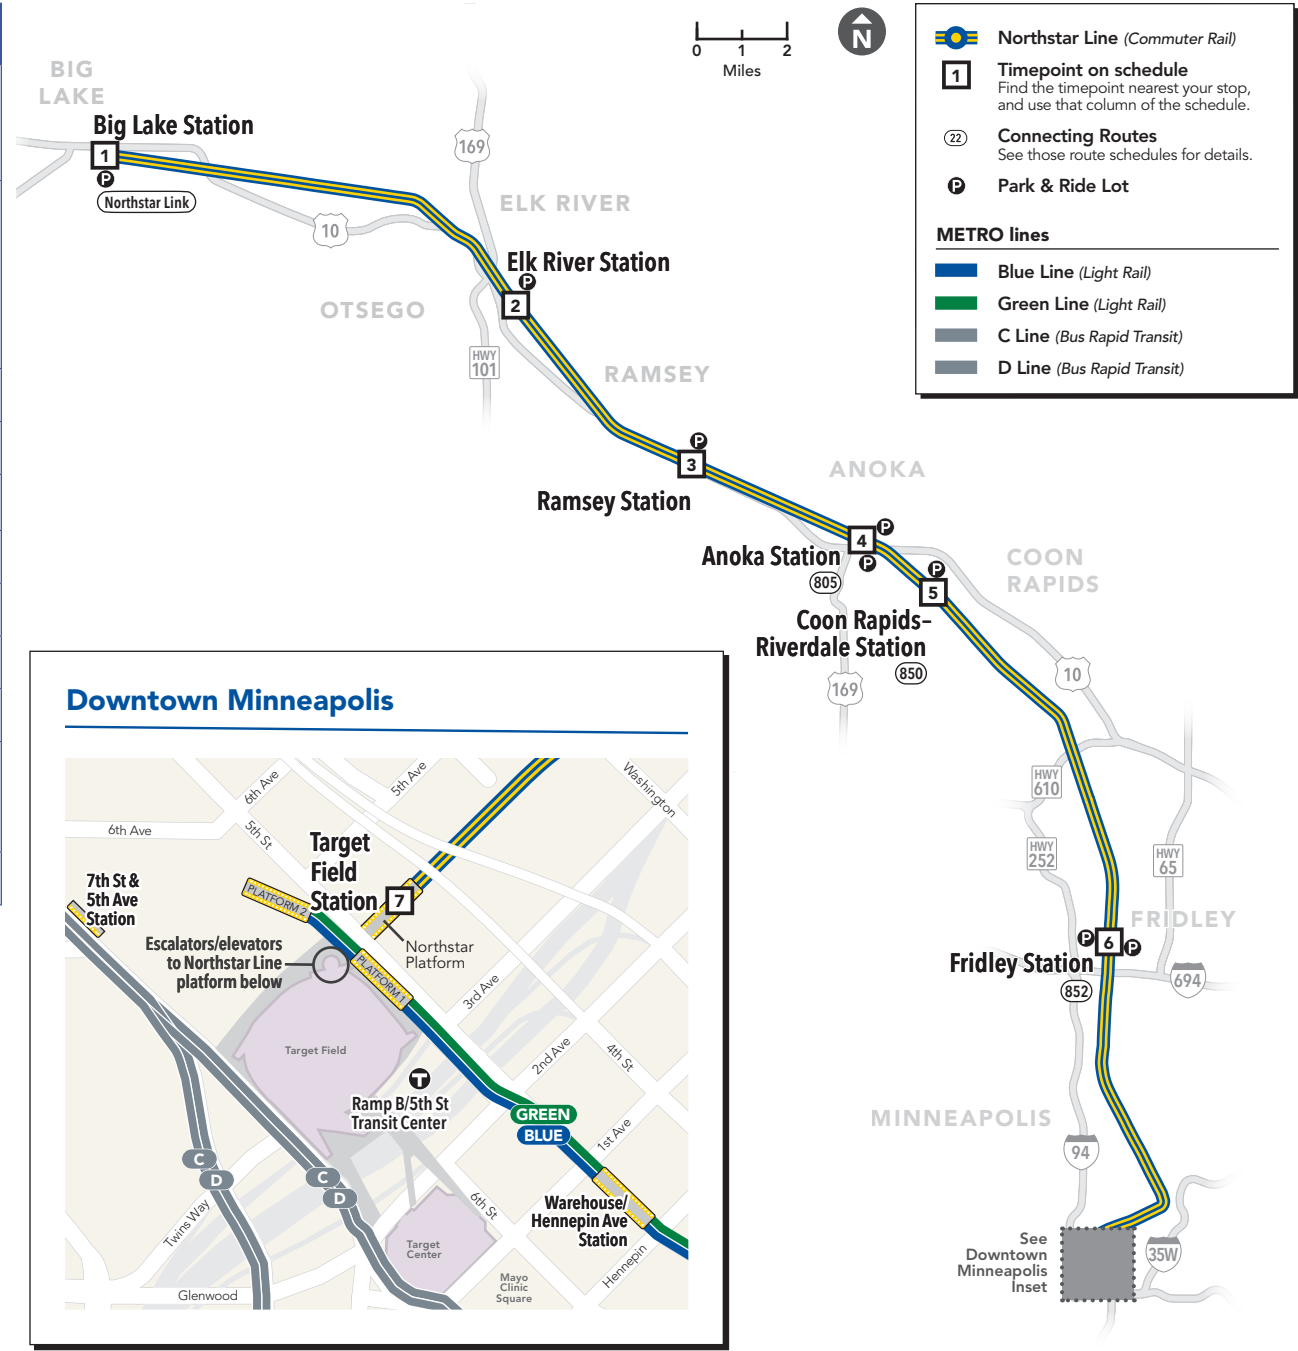 BIG
LAKE
Big Lake Station
1
P
Northstar Link
10
169
ELK RIVER
Elk River Station
P
2
OTSEGO
HWY
101
RAMSEY
P
3
Ramsey Station
ANOKA
4
P
P
Anoka Station
805
P
5
Coon Rapids–
Riverdale Station
850
169
COON
RAPIDS
10
HWY
610
HWY
252
HWY
65
FRIDLEY
P
6
P
Fridley Station
852
694
MINNEAPOLIS
94
See
Downtown
Minneapolis
Inset
35W
0 1 2
Miles
N
Northstar Line (Commuter Rail)
1
Timepoint on schedule
Find the timepoint nearest your stop,
and use that column of the schedule.
22
Connecting Routes
See those route schedules for details.
P
Park & Ride Lot
METRO lines
Blue Line (Light Rail)
Green Line (Light Rail)
C Line (Bus Rapid Transit)
D Line (Bus Rapid Transit)
Downtown Minneapolis
6th Ave
6th Ave
5th Ave
Washington
5th St
Target
Field
Station
7
PLATFORM 2
7th St &
5th Ave
Station
Northstar
Platform
Escalators/elevators
to Northstar Line
platform below
PLATFORM 1
3rd Ave
Target Field
2nd Ave
4th St
T
Ramp B/5th St
Transit Center
GREEN
BLUE
1st Ave
C
D
C
D
6th St
Warehouse/
Hennepin Ave
Station
Twins Way
Target
Center
Hennepin
Mayo
Clinic
Square
Glenwood